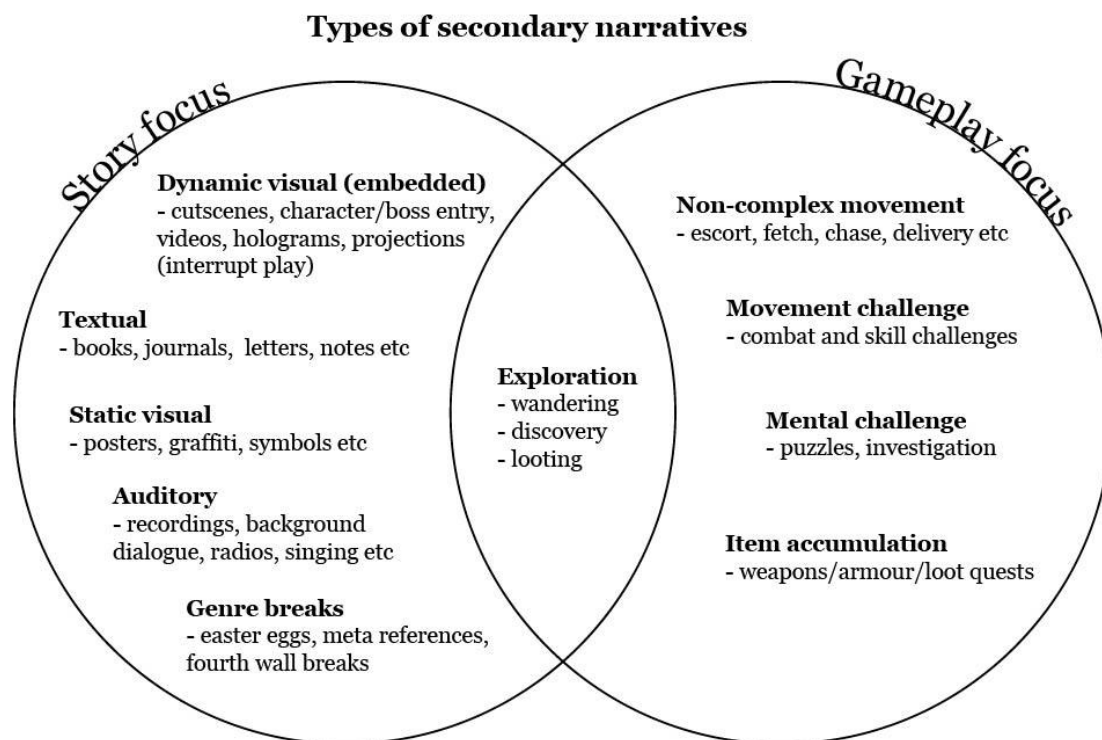 Types of secondary narratives
Story focus
Gameplay focus
Dynamic visual (embedded)
- cutscenes, character/boss entry,
videos, holograms, projections
(interrupt play)
Textual
- books, journals, letters, notes etc
Static visual
- posters, graffiti, symbols etc
Auditory
- recordings, background
dialogue, radios, singing etc
Genre breaks
- easter eggs, meta references,
fourth wall breaks
Exploration
- wandering
- discovery
- looting
Non-complex movement
- escort, fetch, chase, delivery etc
Movement challenge
- combat and skill challenges
Mental challenge
- puzzles, investigation
Item accumulation
- weapons/armour/loot quests